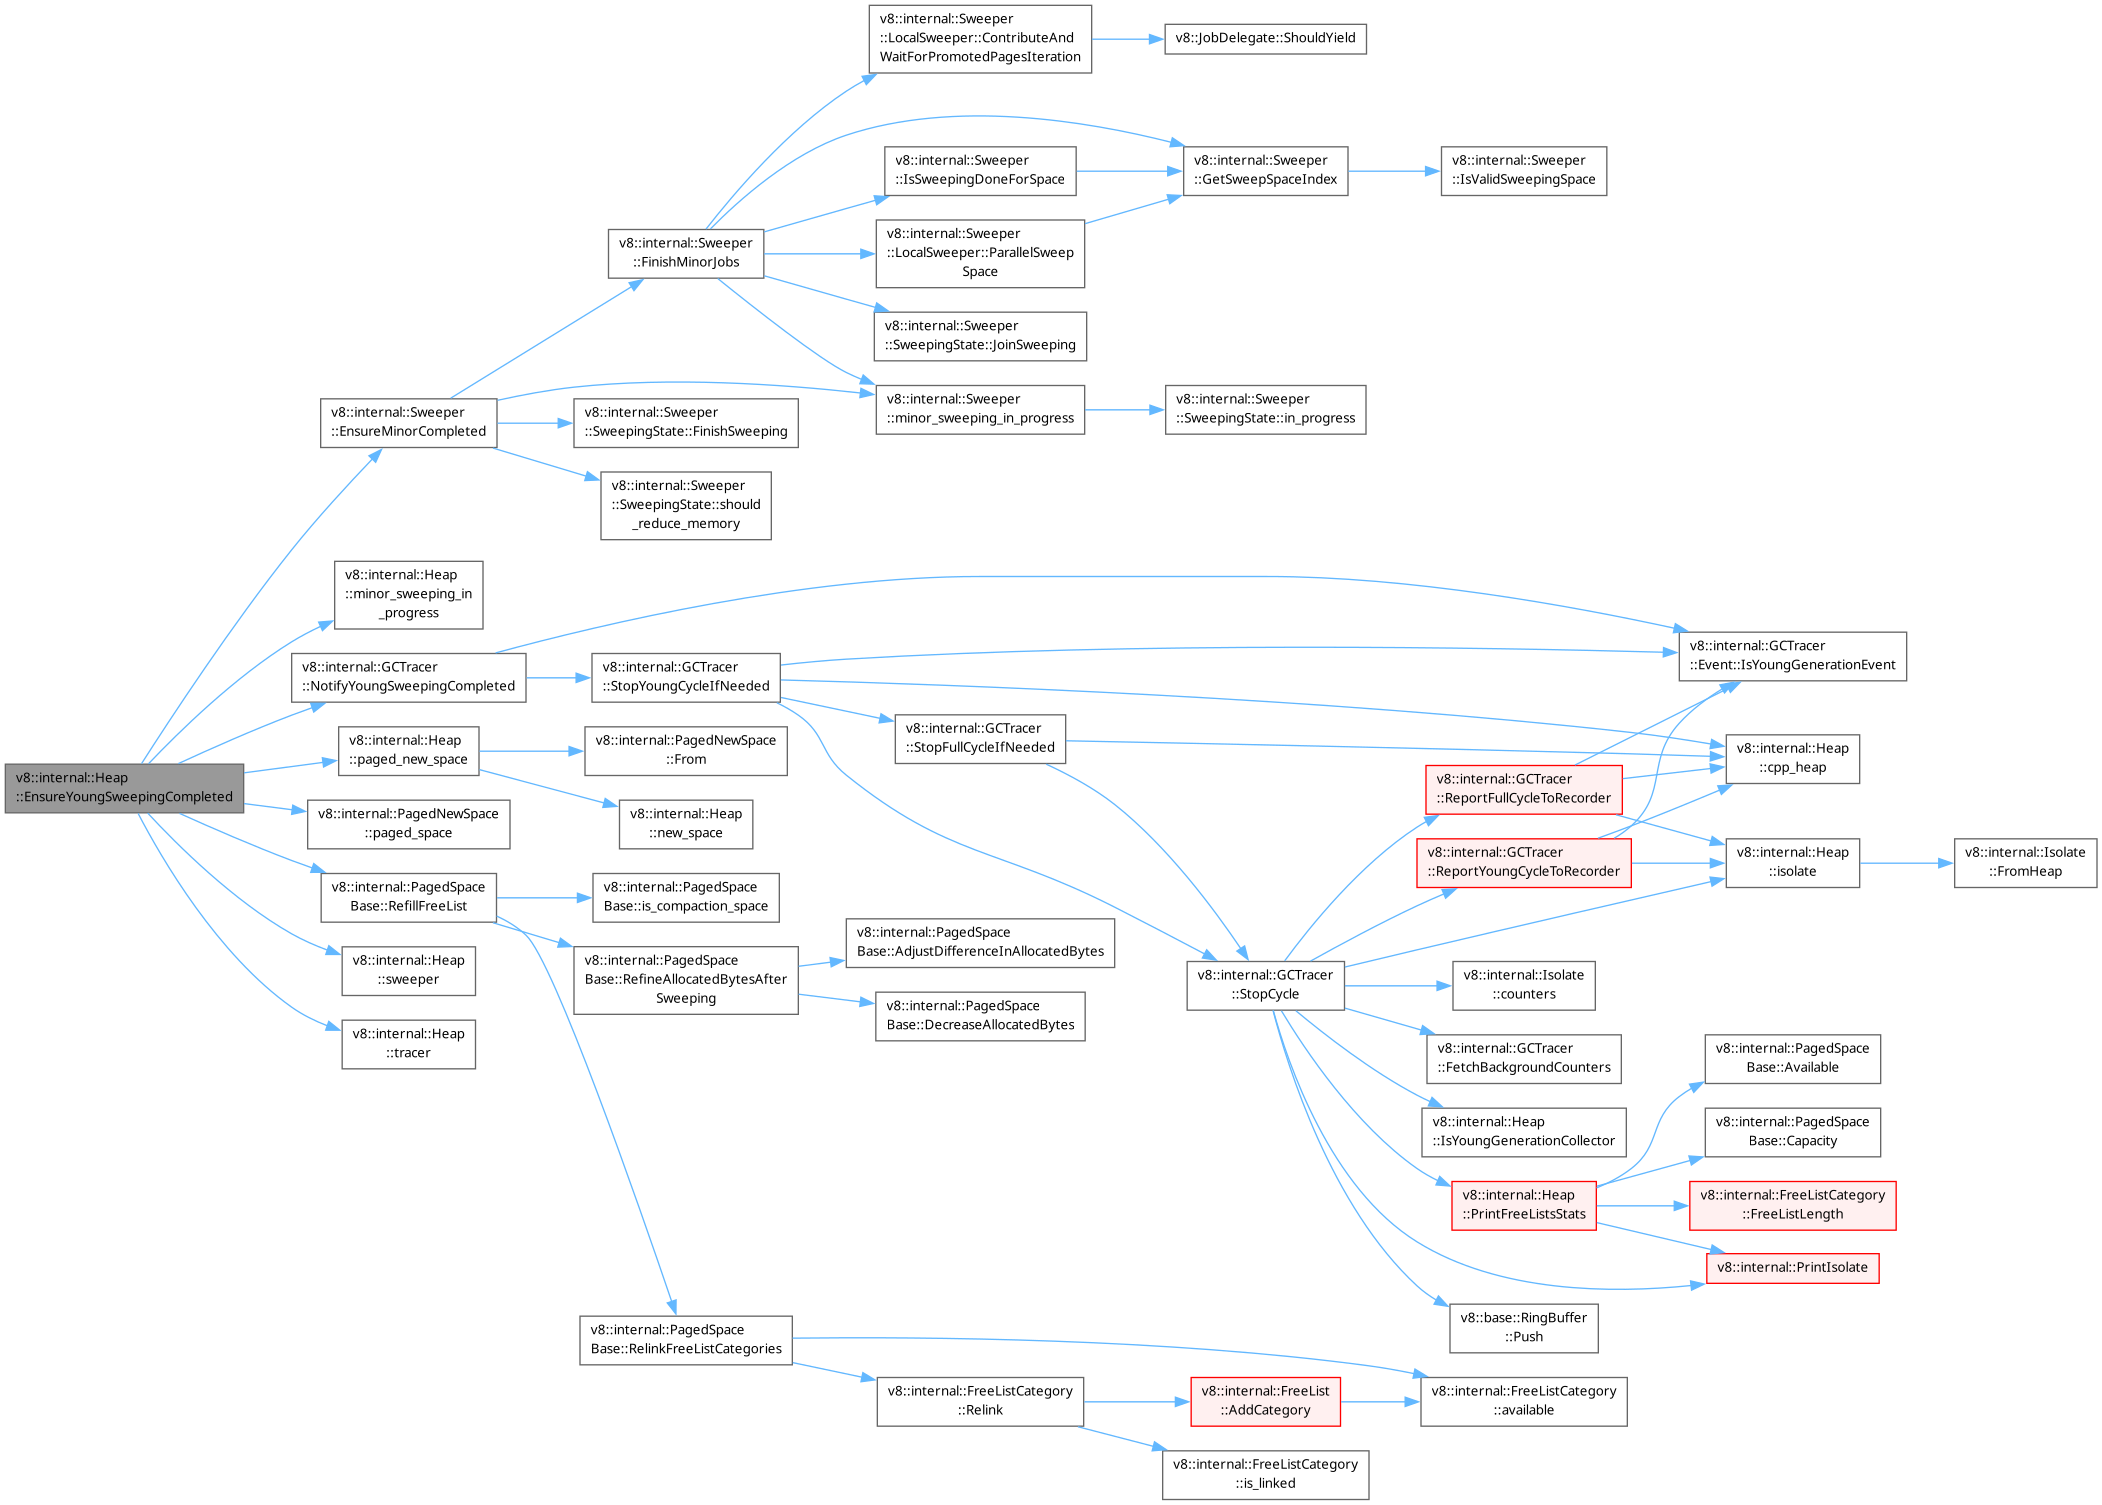 v8::internal::Sweeper
::LocalSweeper::ContributeAnd
WaitForPromotedPagesIteration
v8::JobDelegate::ShouldYield
v8::internal::Sweeper
::IsSweepingDoneForSpace
v8::internal::Sweeper
::GetSweepSpaceIndex
v8::internal::Sweeper
::IsValidSweepingSpace
v8::internal::Sweeper
::FinishMinorJobs
v8::internal::Sweeper
::LocalSweeper::ParallelSweep
Space
v8::internal::Sweeper
::SweepingState::JoinSweeping
v8::internal::Sweeper
::EnsureMinorCompleted
v8::internal::Sweeper
::SweepingState::FinishSweeping
v8::internal::Sweeper
::minor_sweeping_in_progress
v8::internal::Sweeper
::SweepingState::in_progress
v8::internal::Sweeper
::SweepingState::should
_reduce_memory
v8::internal::Heap
::minor_sweeping_in
_progress
v8::internal::GCTracer
::NotifyYoungSweepingCompleted
v8::internal::GCTracer
::StopYoungCycleIfNeeded
v8::internal::GCTracer
::Event::IsYoungGenerationEvent
v8::internal::GCTracer
::StopFullCycleIfNeeded
v8::internal::Heap
::EnsureYoungSweepingCompleted
v8::internal::Heap
::paged_new_space
v8::internal::PagedNewSpace
::From
v8::internal::Heap
::cpp_heap
v8::internal::GCTracer
::ReportFullCycleToRecorder
v8::internal::PagedNewSpace
::paged_space
v8::internal::Heap
::new_space
v8::internal::GCTracer
::ReportYoungCycleToRecorder
v8::internal::Heap
::isolate
v8::internal::Isolate
::FromHeap
v8::internal::PagedSpace
Base::RefillFreeList
v8::internal::PagedSpace
Base::is_compaction_space
v8::internal::PagedSpace
Base::AdjustDifferenceInAllocatedBytes
v8::internal::Heap
::sweeper
v8::internal::PagedSpace
Base::RefineAllocatedBytesAfter
Sweeping
v8::internal::PagedSpace
Base::DecreaseAllocatedBytes
v8::internal::GCTracer
::StopCycle
v8::internal::Isolate
::counters
v8::internal::Heap
::tracer
v8::internal::GCTracer
::FetchBackgroundCounters
v8::internal::PagedSpace
Base::Available
v8::internal::Heap
::IsYoungGenerationCollector
v8::internal::PagedSpace
Base::Capacity
v8::internal::Heap
::PrintFreeListsStats
v8::internal::FreeListCategory
::FreeListLength
v8::internal::PrintIsolate
v8::base::RingBuffer
::Push
v8::internal::PagedSpace
Base::RelinkFreeListCategories
v8::internal::FreeListCategory
::Relink
v8::internal::FreeList
::AddCategory
v8::internal::FreeListCategory
::available
v8::internal::FreeListCategory
::is_linked